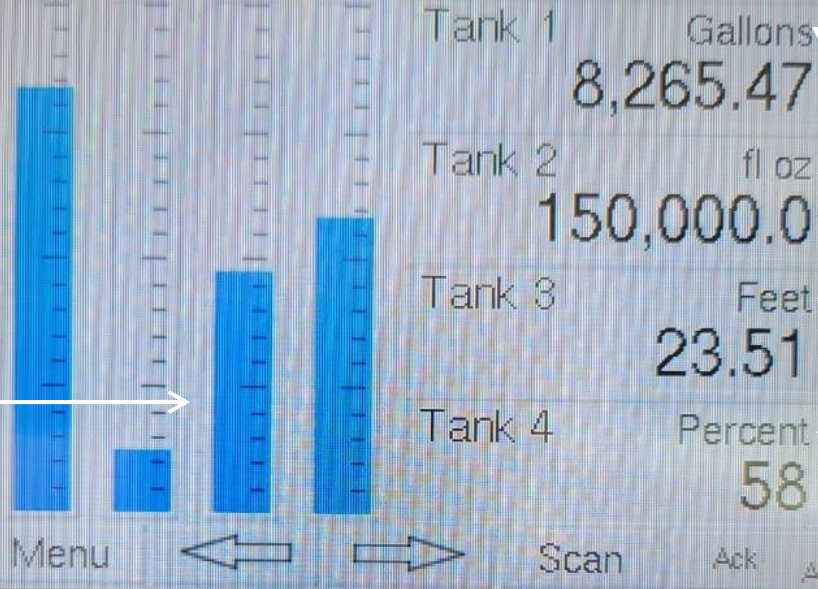 Tank 1 Gallons
8,265.47
Tank 2 fl oz
150,000.0
Tank 3 Feet
23.51
Tank 4 Percent
58
Menu Scan Ack